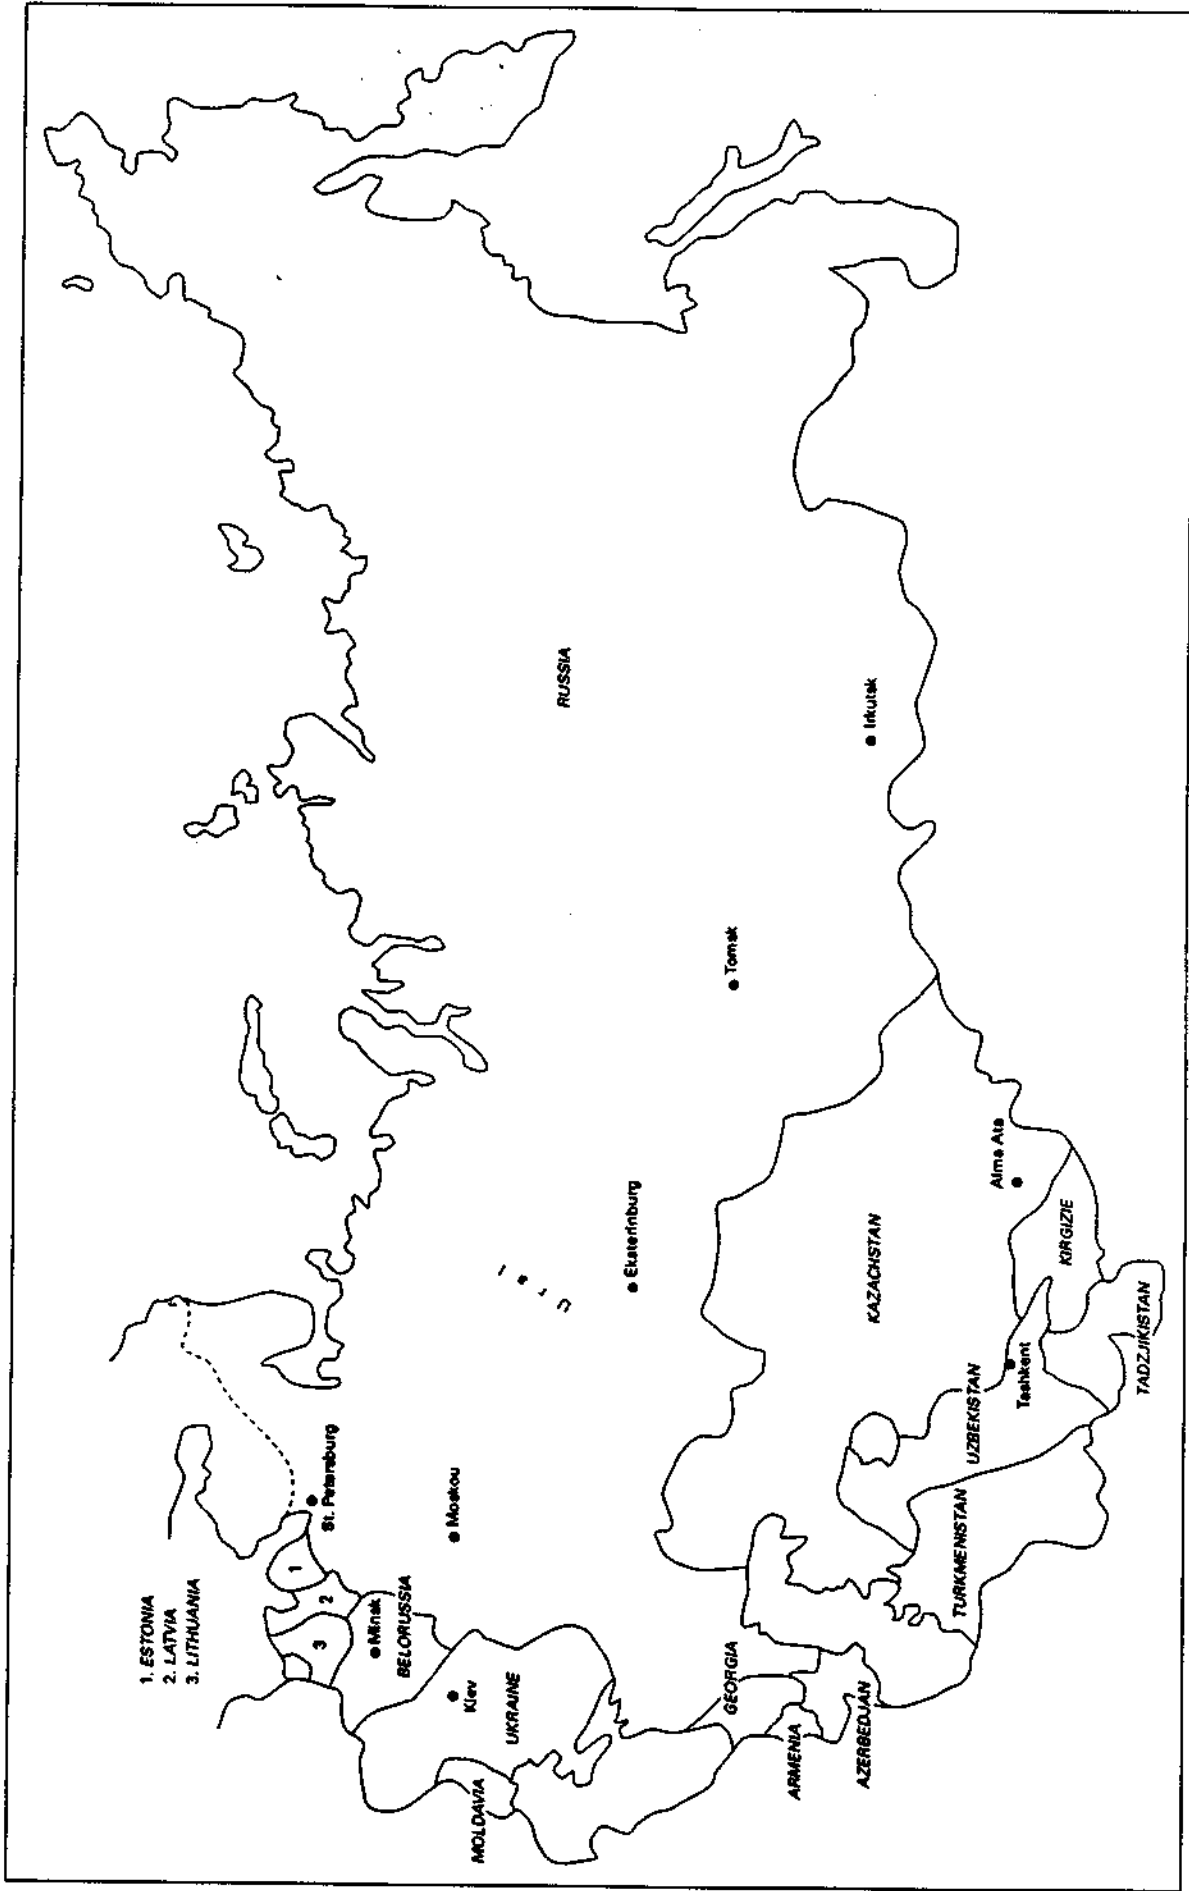 1. ESTONIA
2. LATVIA
3. LITHUANIA
1
2
3
St. Petersburg
Moskou
Minsk
BELORUSSIA
Kiev
UKRAINE
MOLDAVIA
GEORGIA
ARMENIA
AZERBEDJAN
Ural
Ekaterinburg
RUSSIA
Tomsk
Irkutsk
KAZACHSTAN
Alma Ata
KIRGIZIE
UZBEKISTAN
Tashkent
TURKMENISTAN
TADZJIKISTAN